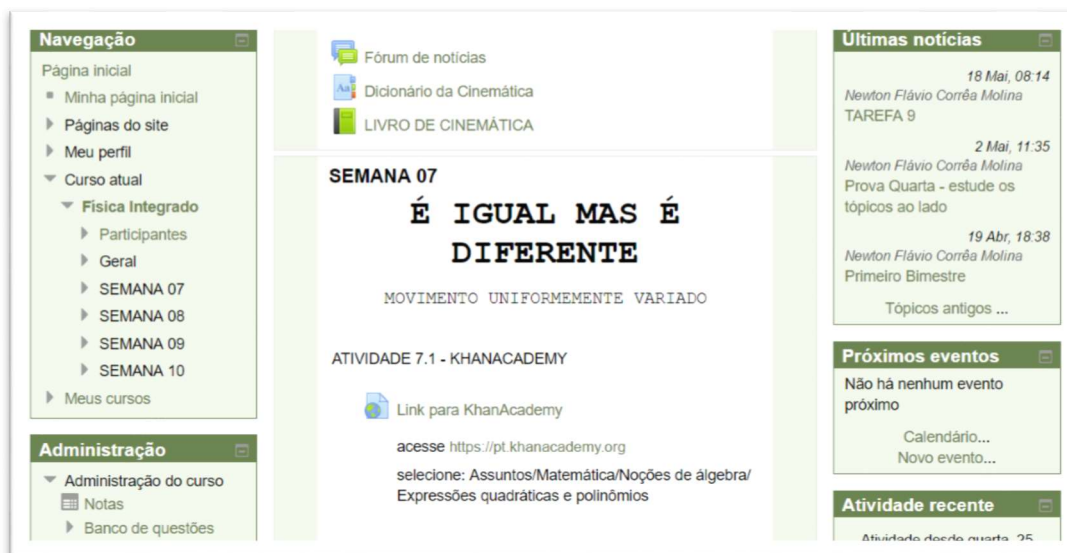 Navegação
Página inicial
Minha página inicial
Páginas do site
Meu perfil
Curso atual
Física Integrado
Participantes
Geral
SEMANA 07
SEMANA 08
SEMANA 09
SEMANA 10
Meus cursos
Administração
Administração do curso
Notas
Banco de questões
Fórum de notícias
Dicionário da Cinemática
LIVRO DE CINEMÁTICA
SEMANA 07
É IGUAL MAS É
DIFERENTE
MOVIMENTO UNIFORMEMENTE VARIADO
ATIVIDADE 7.1 - KHANACADEMY
Link para KhanAcademy
acesse https://pt.khanacademy.org
selecione: Assuntos/Matemática/Noções de álgebra/
Expressões quadráticas e polinômios
Últimas notícias
18 Mai, 08:14
Newton Flávio Corrêa Molina
TAREFA 9
2 Mai, 11:35
Newton Flávio Corrêa Molina
Prova Quarta - estude os
tópicos ao lado
19 Abr, 18:38
Newton Flávio Corrêa Molina
Primeiro Bimestre
Tópicos antigos ...
Próximos eventos
Não há nenhum evento
próximo
Calendário...
Novo evento...
Atividade recente
Atividade desde quarta, 25